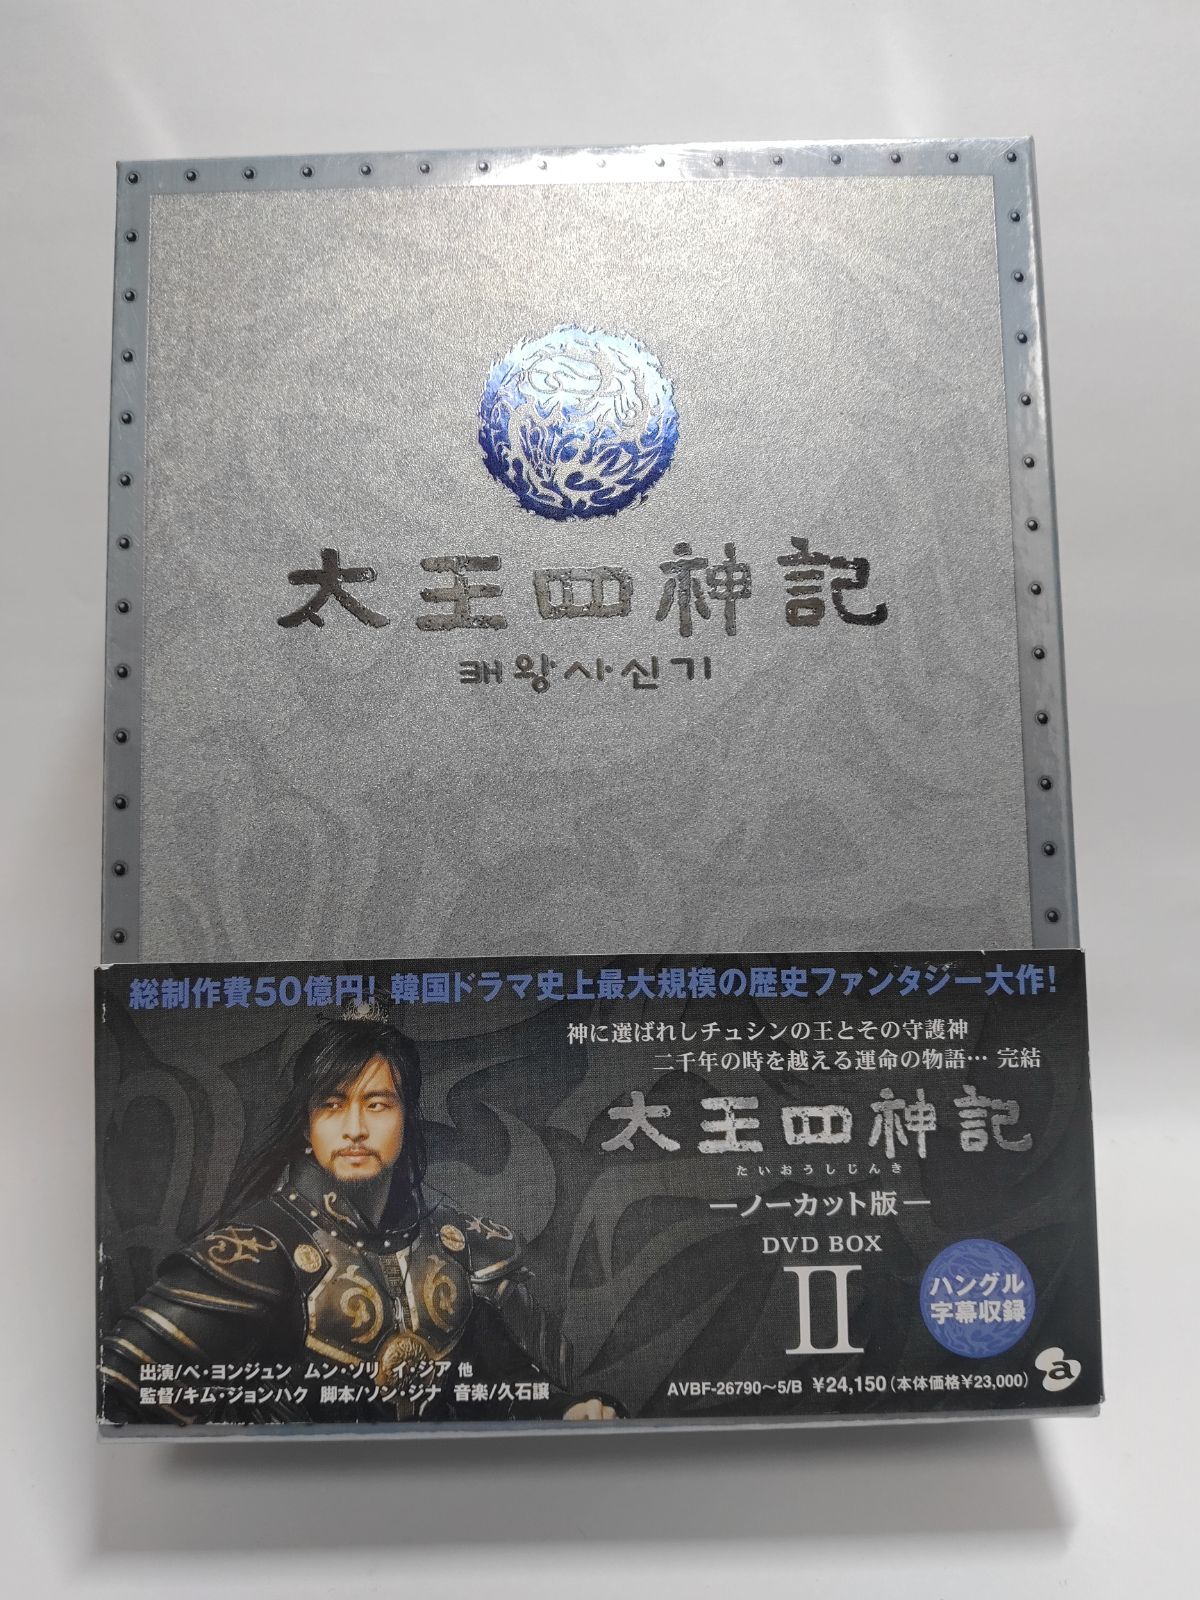 太王四神記
태왕사신기
総制作費50億円! 韓国ドラマ史上最大規模の歴史ファンタジー大作!
神に選ばれしチュシンの王とその守護神
二千年の時を越える運命の物語… 完結
太王四神記
たいおうしじんき
―ノーカット版―
DVD BOX
II
ハングル
字幕収録
出演/ペ・ヨンジュン ムン・ソリ イ・ジア 他
監督/キム・ジョンハク 脚本/ソン・ジナ 音楽/久石譲
AVBF-26790～5/B ¥24,150(本体価格¥23,000)
a